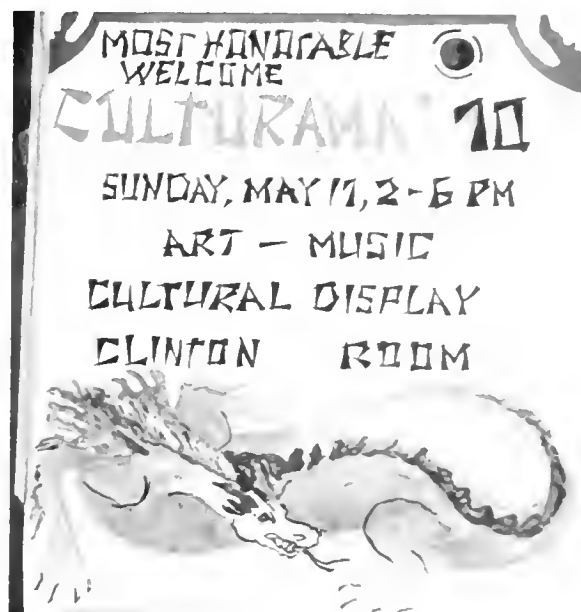 MOST HONORABLE
WELCOME
CULTURAMA '70
SUNDAY, MAY 17, 2-6 PM
ART — MUSIC
CULTURAL DISPLAY
CLINTON ROOM